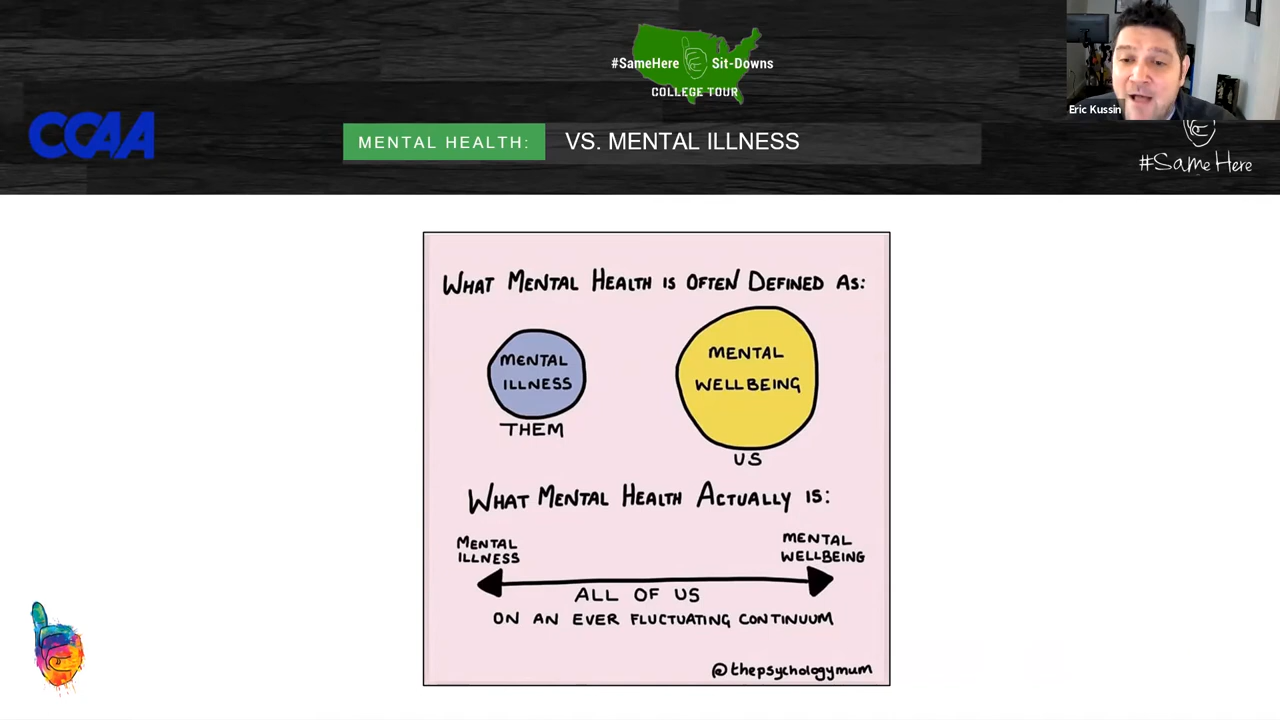 #SameHere Sit-Downs
COLLEGE TOUR
Eric Kussin
CCAA
MENTAL HEALTH: VS. MENTAL ILLNESS
#SameHere
WHAT MENTAL HEALTH IS OFTEN DEFINED AS:
MENTAL
ILLNESS
THEM
MENTAL
WELLBEING
US
WHAT MENTAL HEALTH ACTUALLY IS:
MENTAL
ILLNESS
MENTAL
WELLBEING
ALL OF US
ON AN EVER FLUCTUATING CONTINUUM
@thepsychologymum